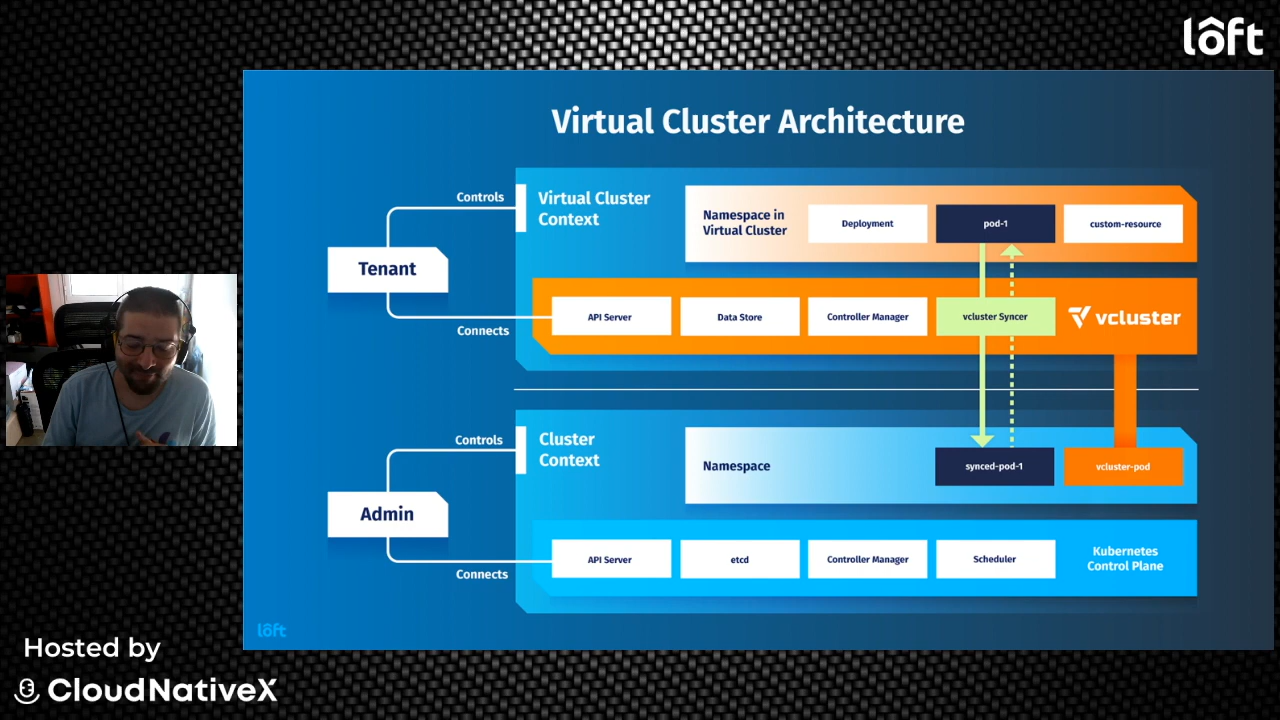 lôft
Virtual Cluster Architecture
Controls
Virtual Cluster
Context
Namespace in
Virtual Cluster
Deployment
pod-1
custom-resource
Tenant
Connects
API Server
Data Store
Controller Manager
vcluster Syncer
vcluster
Controls
Cluster
Context
Namespace
synced-pod-1
vcluster-pod
Admin
Connects
API Server
etcd
Controller Manager
Scheduler
Kubernetes
Control Plane
lôft
Hosted by
CloudNativeX